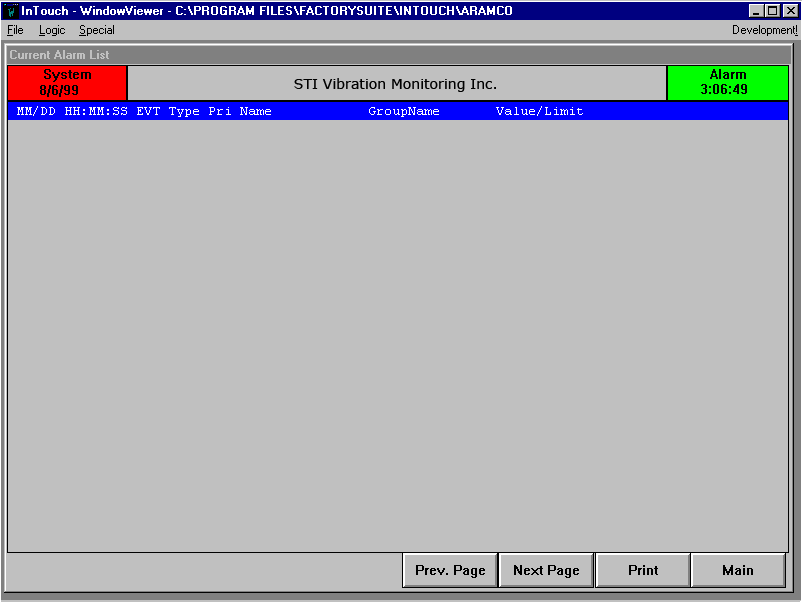 InTouch - WindowViewer - C:\PROGRAM FILES\FACTORYSUITE\INTOUCH\ARAMCO
File Logic Special Development!
Current Alarm List
System
8/6/99
STI Vibration Monitoring Inc.
Alarm
3:06:49
MM/DD HH:MM:SS EVT Type Pri Name GroupName Value/Limit
Prev. Page Next Page Print Main